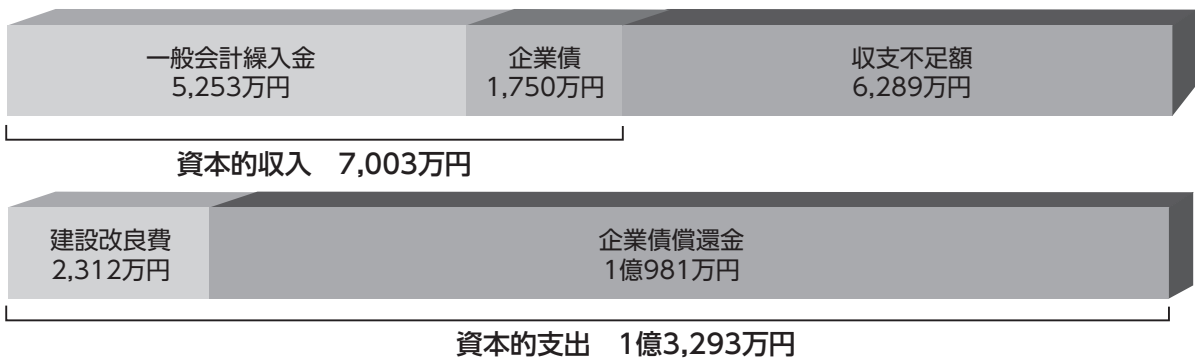 一般会計繰入金
5,253万円
企業債
1,750万円
収支不足額
6,289万円
資本的収入　7,003万円
建設改良費
2,312万円
企業債償還金
1億981万円
資本的支出　1億3,293万円